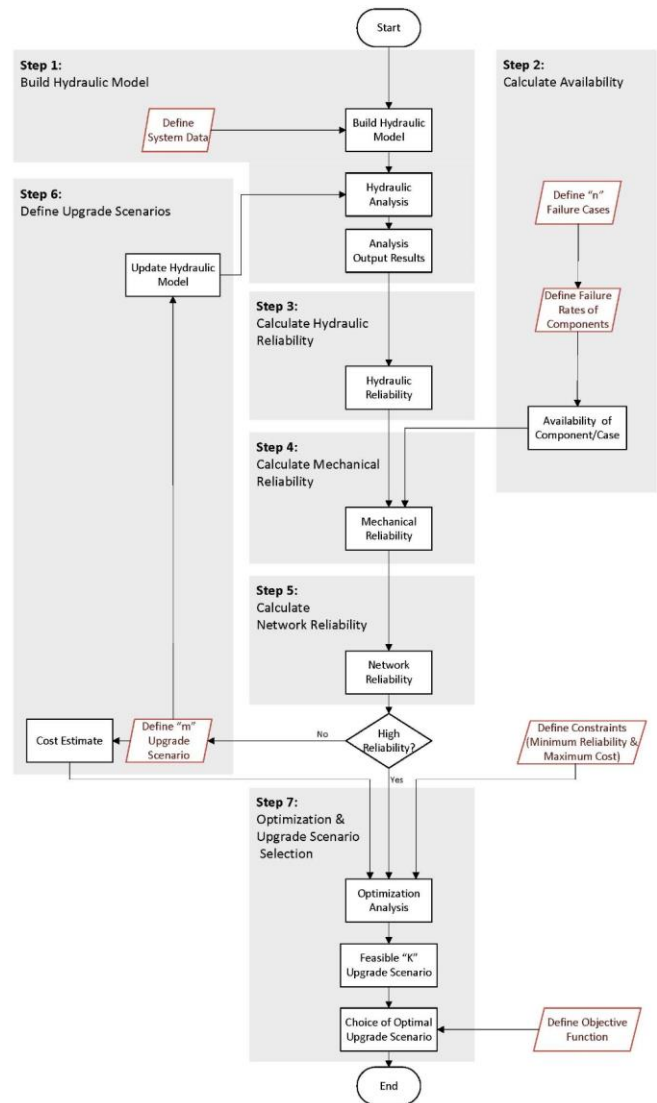 Start
Step 1:
Build Hydraulic Model
Step 2:
Calculate Availability
Define
System Data
Build Hydraulic
Model
Step 6:
Define Upgrade Scenarios
Hydraulic
Analysis
Define "n"
Failure Cases
Update Hydraulic
Model
Analysis
Output Results
Define Failure
Rates of
Components
Step 3:
Calculate Hydraulic
Reliability
Hydraulic
Reliability
Availability of
Component/Case
Step 4:
Calculate Mechanical
Reliability
Mechanical
Reliability
Step 5:
Calculate
Network Reliability
Network
Reliability
Cost Estimate
Define "m"
Upgrade
Scenario
No
High
Reliability?
Define Constraints
(Minimum Reliability &
Maximum Cost)
Yes
Step 7:
Optimization &
Upgrade Scenario
Selection
Optimization
Analysis
Feasible "K"
Upgrade Scenario
Choice of Optimal
Upgrade Scenario
Define Objective
Function
End